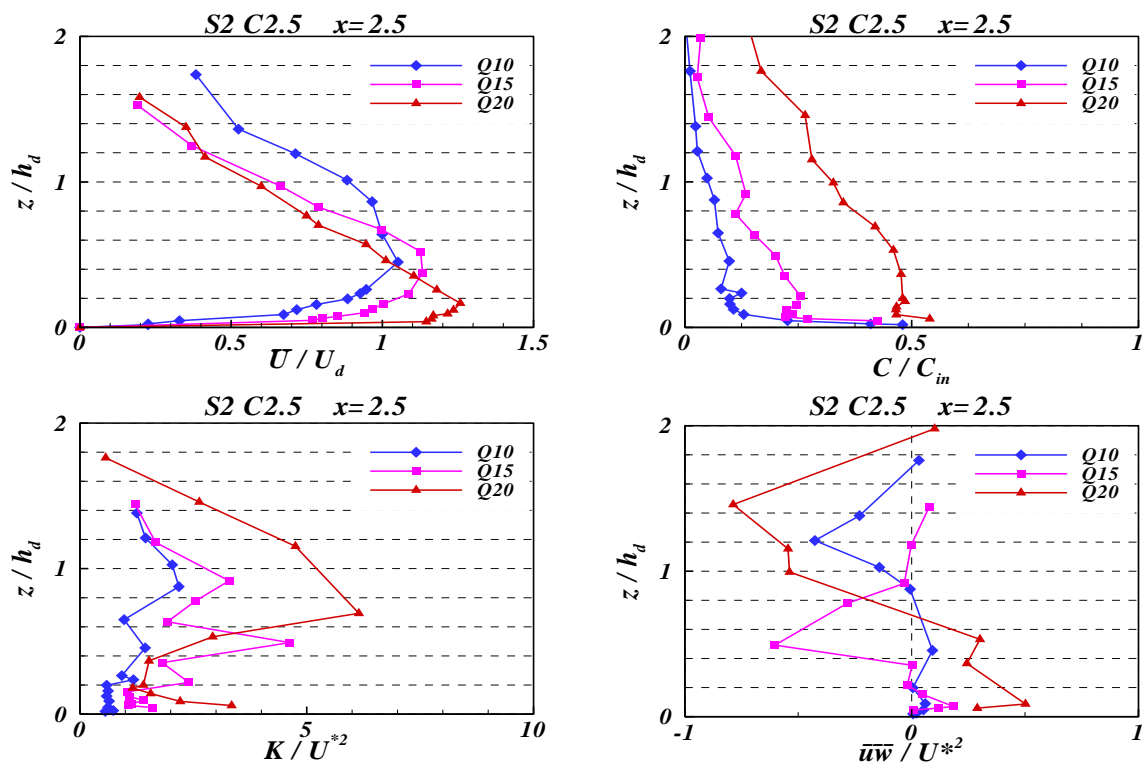 S2 C2.5 x=2.5
S2 C2.5 x=2.5
2
Q10
Q15
Q20
z / h_d
1
0
0
0.5
1
1.5
U̅ / U_d
2
Q10
Q15
Q20
z / h_d
1
0
0
0.5
1
C / C_in
S2 C2.5 x=2.5
S2 C2.5 x=2.5
2
Q10
Q15
Q20
z / h_d
1
0
0
5
10
K / U*²
2
Q10
Q15
Q20
z / h_d
1
0
-1
0
1
u̅w̅ / U*²